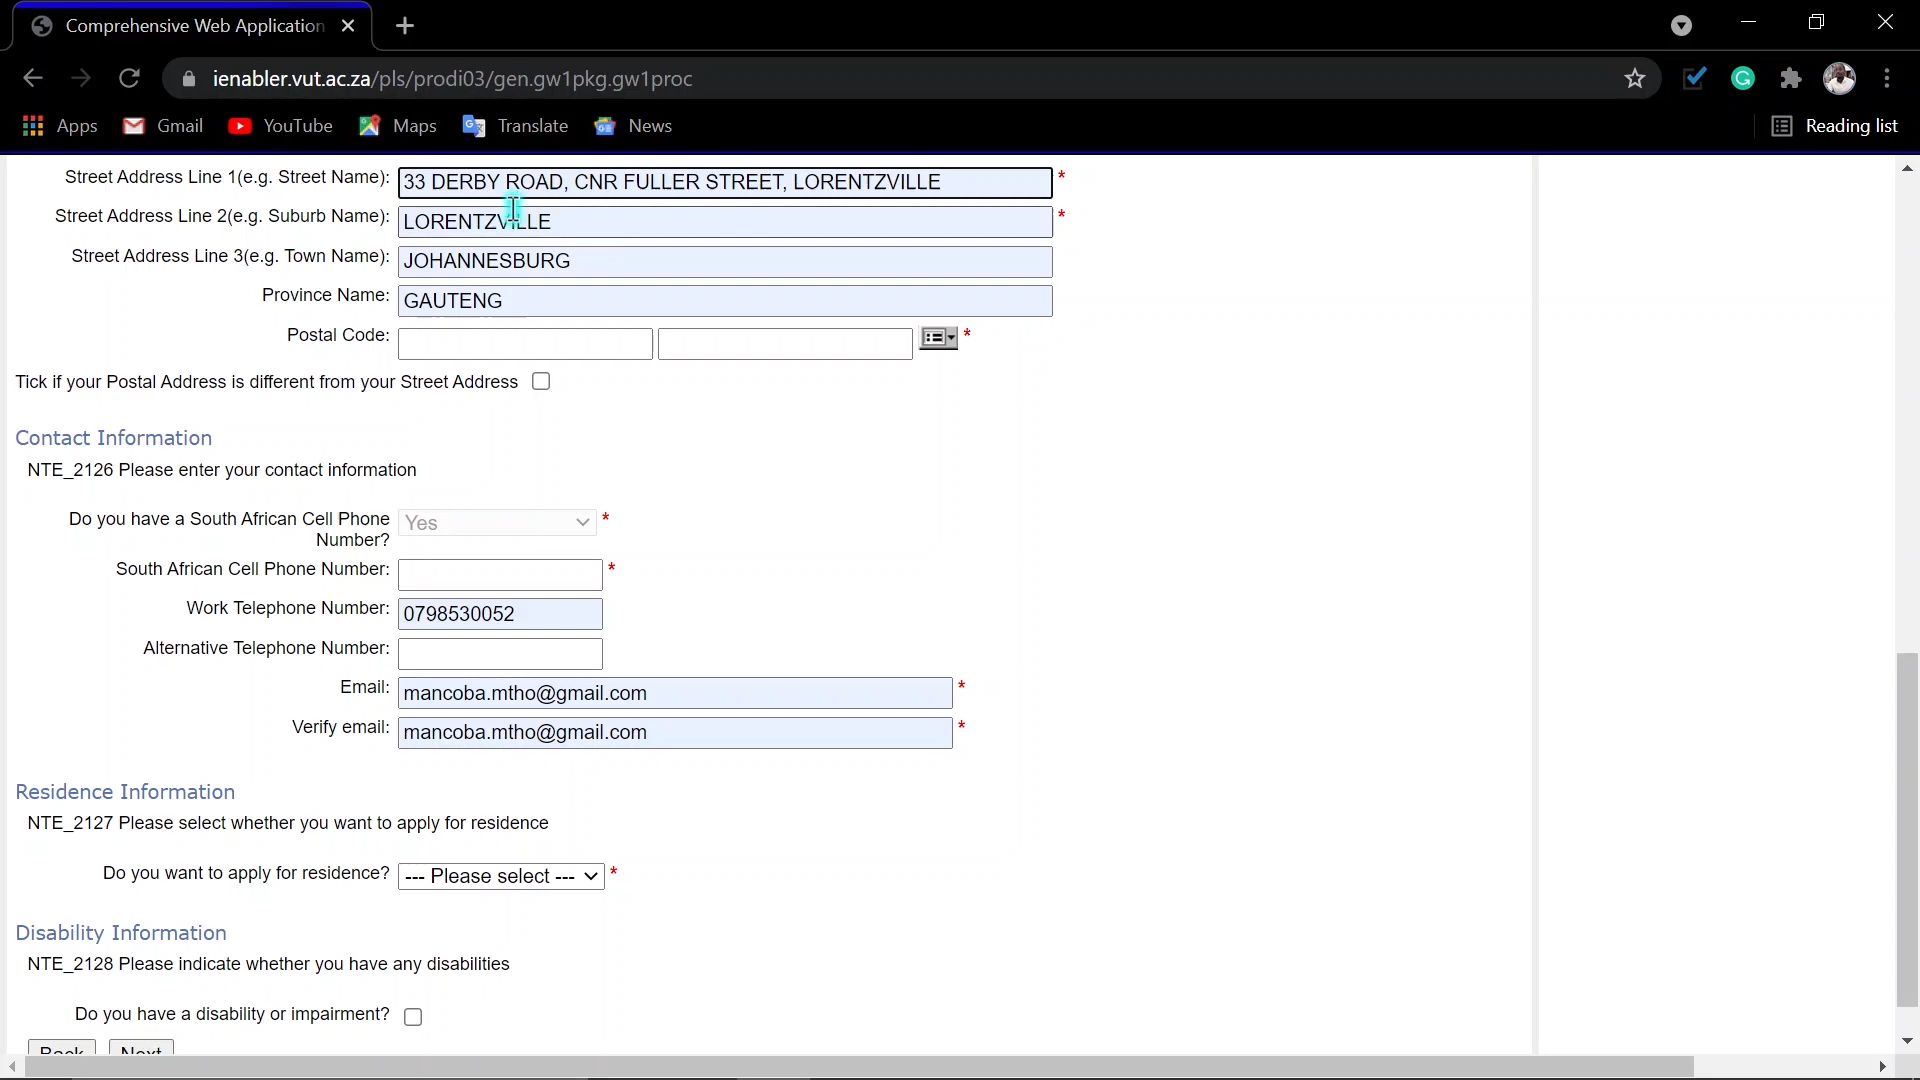 Comprehensive Web Application
ienabler.vut.ac.za/pls/prodi03/gen.gw1pkg.gw1proc
Apps Gmail YouTube Maps Translate News Reading list
Street Address Line 1(e.g. Street Name): 33 DERBY ROAD, CNR FULLER STREET, LORENTZVILLE *
Street Address Line 2(e.g. Suburb Name): LORENTZVILLE *
Street Address Line 3(e.g. Town Name): JOHANNESBURG
Province Name: GAUTENG
Postal Code: *
Tick if your Postal Address is different from your Street Address
Contact Information
NTE_2126 Please enter your contact information
Do you have a South African Cell Phone Yes *
Number?
South African Cell Phone Number: *
Work Telephone Number: 0798530052
Alternative Telephone Number:
Email: mancoba.mtho@gmail.com *
Verify email: mancoba.mtho@gmail.com *
Residence Information
NTE_2127 Please select whether you want to apply for residence
Do you want to apply for residence? --- Please select --- *
Disability Information
NTE_2128 Please indicate whether you have any disabilities
Do you have a disability or impairment?
Back Next